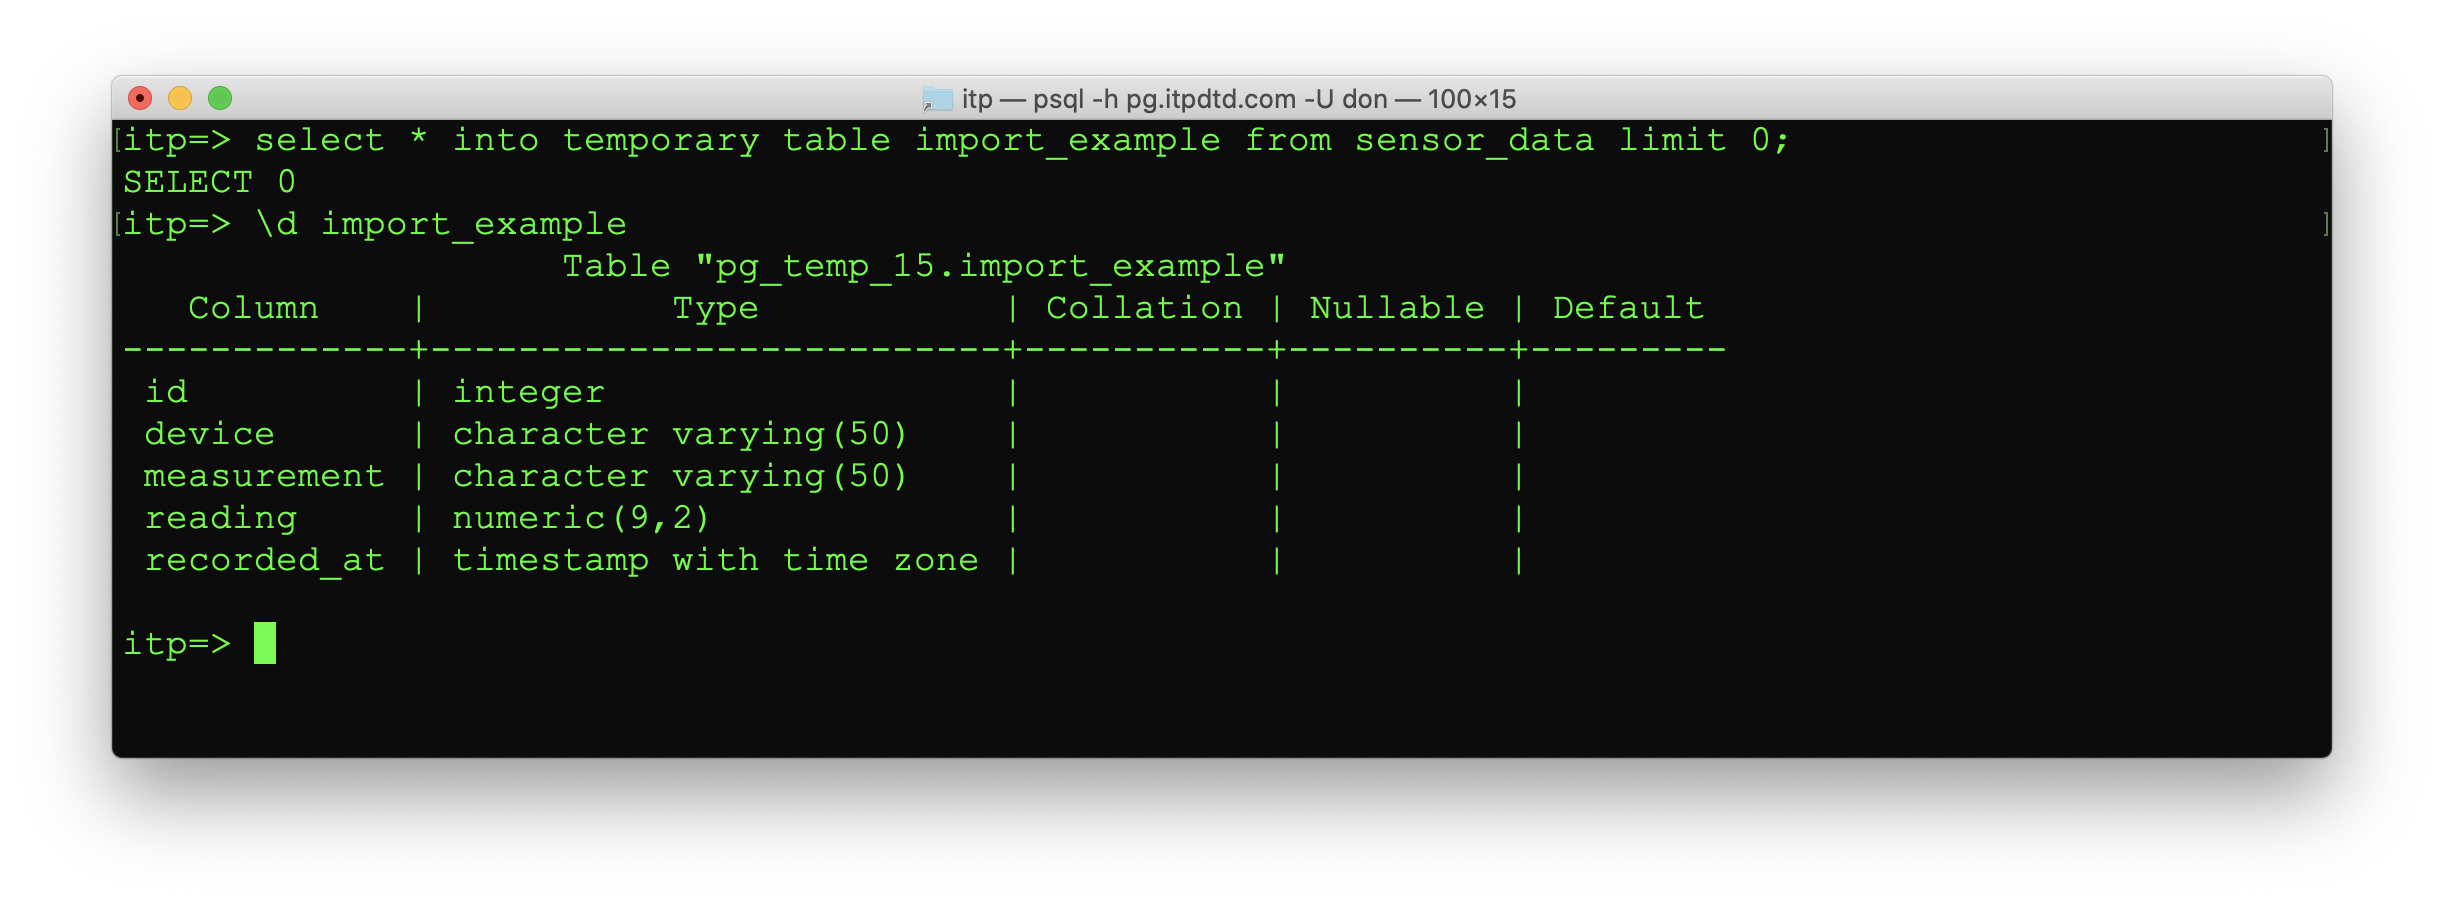 itp — psql -h pg.itpdtd.com -U don — 100×15
[itp=> select * into temporary table import_example from sensor_data limit 0; ]
SELECT 0
[itp=> \d import_example ]
                    Table "pg_temp_15.import_example"
   Column    |           Type           | Collation | Nullable | Default
-------------+--------------------------+-----------+----------+---------
 id          | integer                  |           |          |
 device      | character varying(50)    |           |          |
 measurement | character varying(50)    |           |          |
 reading     | numeric(9,2)             |           |          |
 recorded_at | timestamp with time zone |           |          |
itp=>